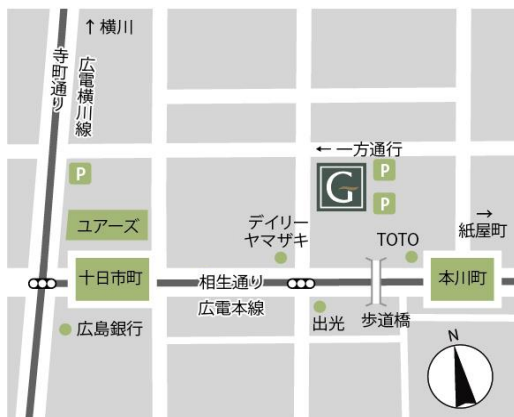 ↑横川
寺町通り
広電横川線
← 一方通行
P
P
G
P
ユアーズ
デイリー
ヤマザキ
TOTO
→
紙屋町
十日市町
相生通り
広電本線
本川町
広島銀行
出光
歩道橋
N